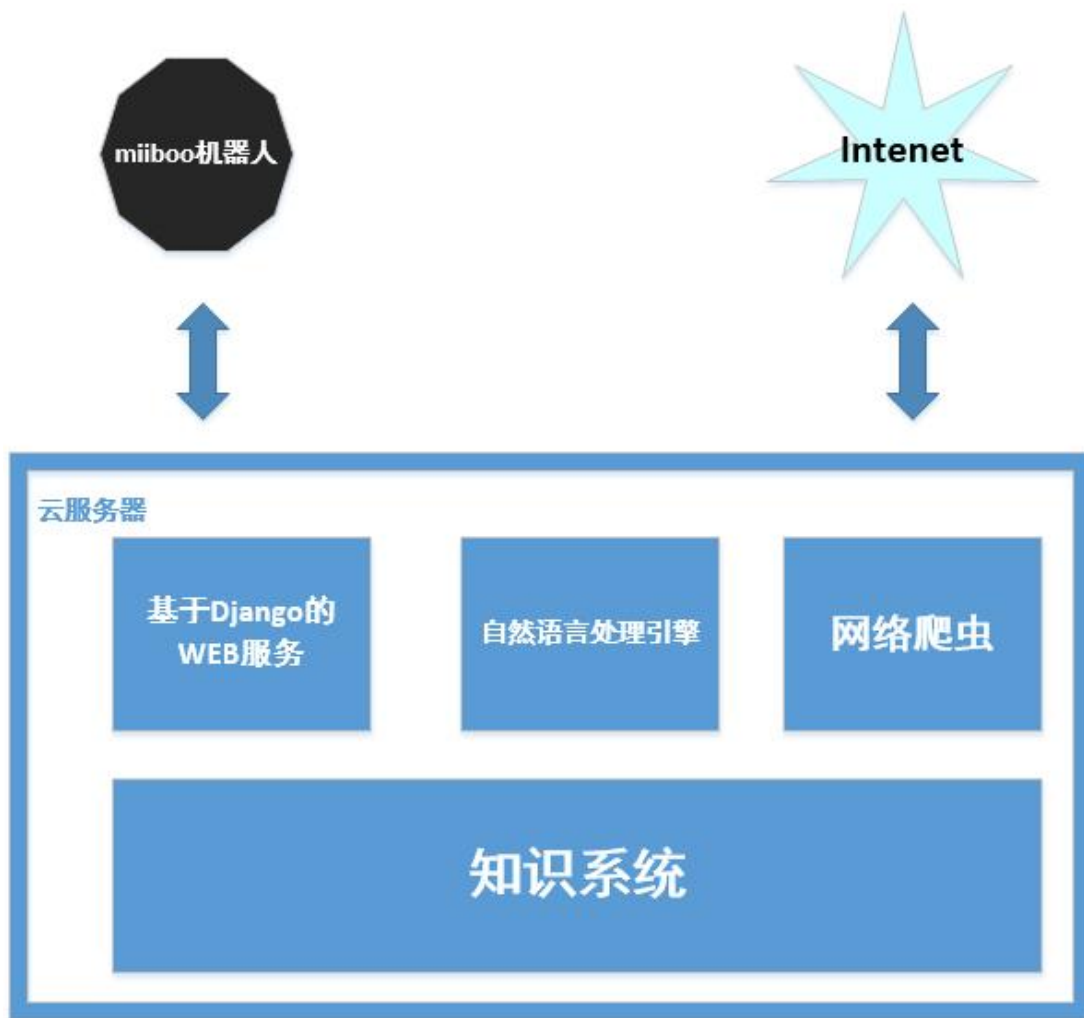 miiboo机器人
Intenet
云服务器
基于Django的
WEB服务
自然语言处理引擎
网络爬虫
知识系统